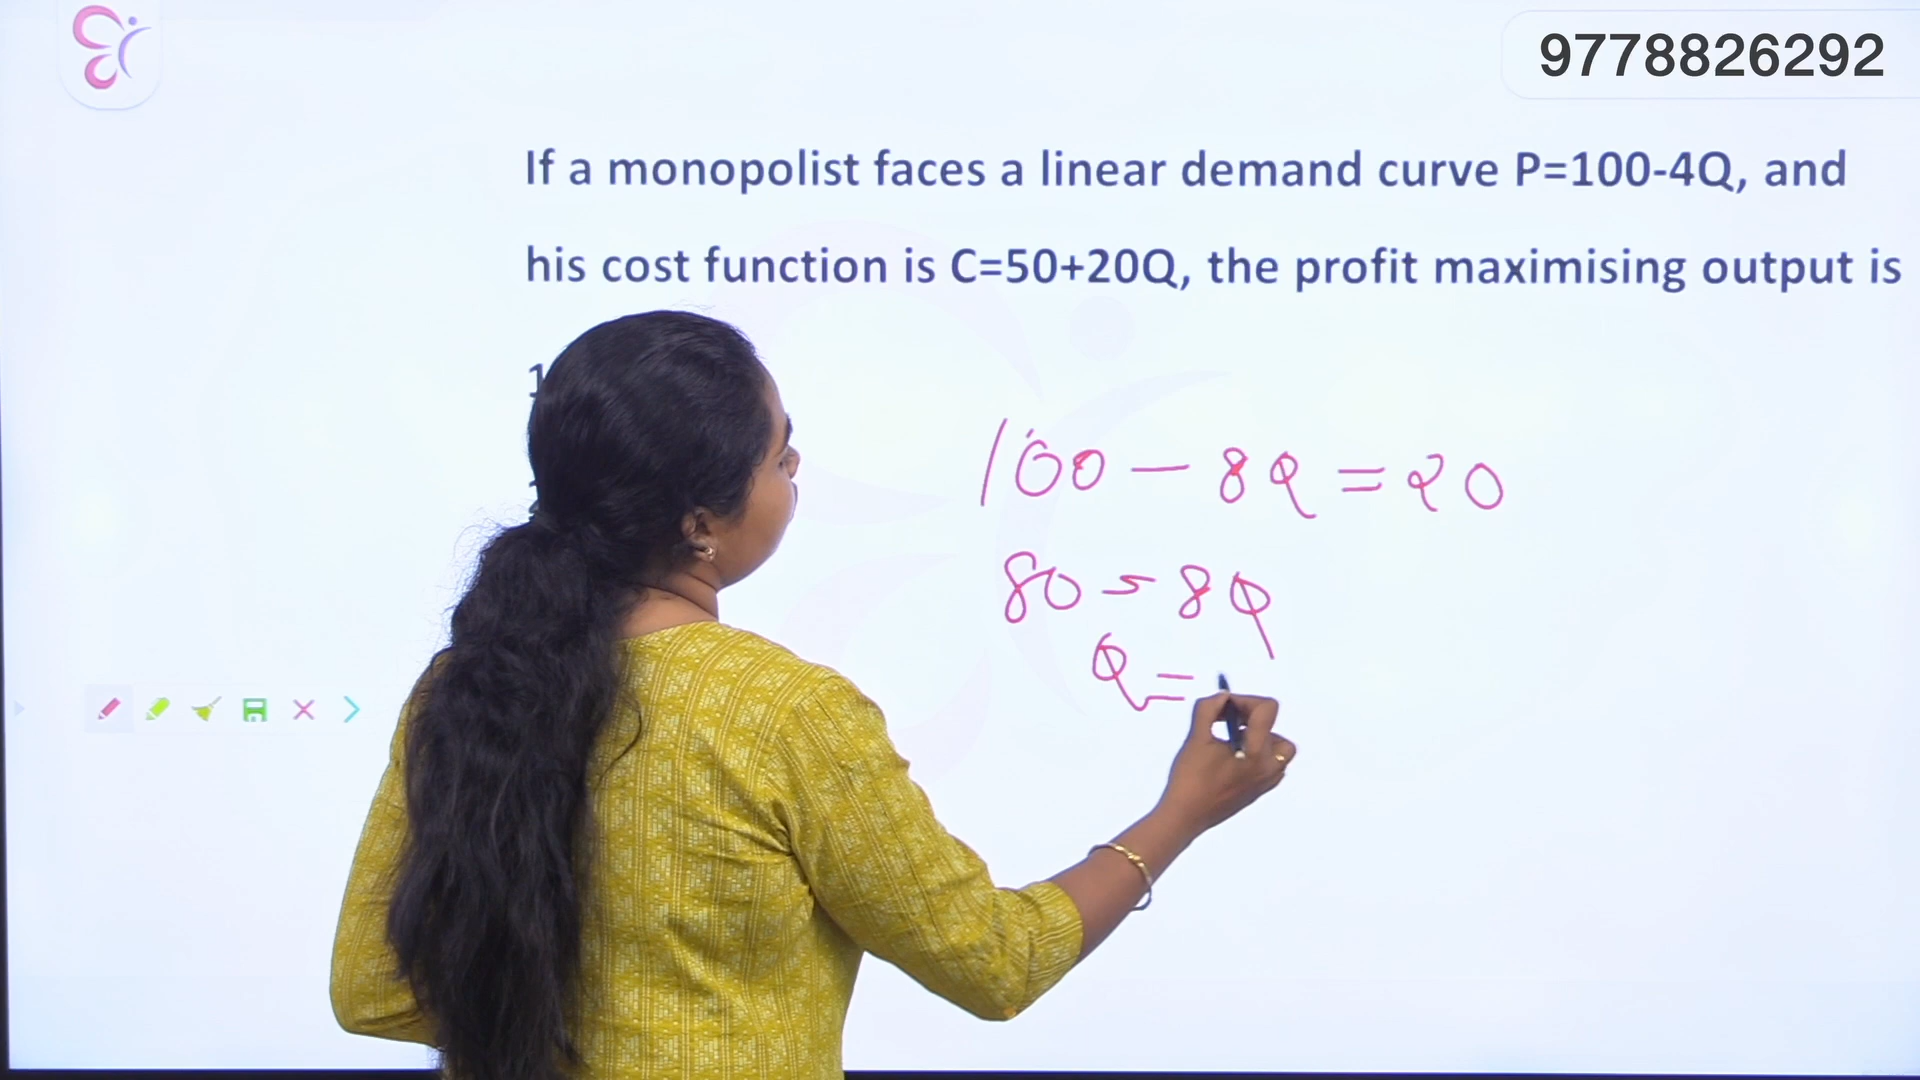 9778826292
If a monopolist faces a linear demand curve P=100-4Q, and
his cost function is C=50+20Q, the profit maximising output is
1
100 - 8Q = 20
80 = 8Q
Q =